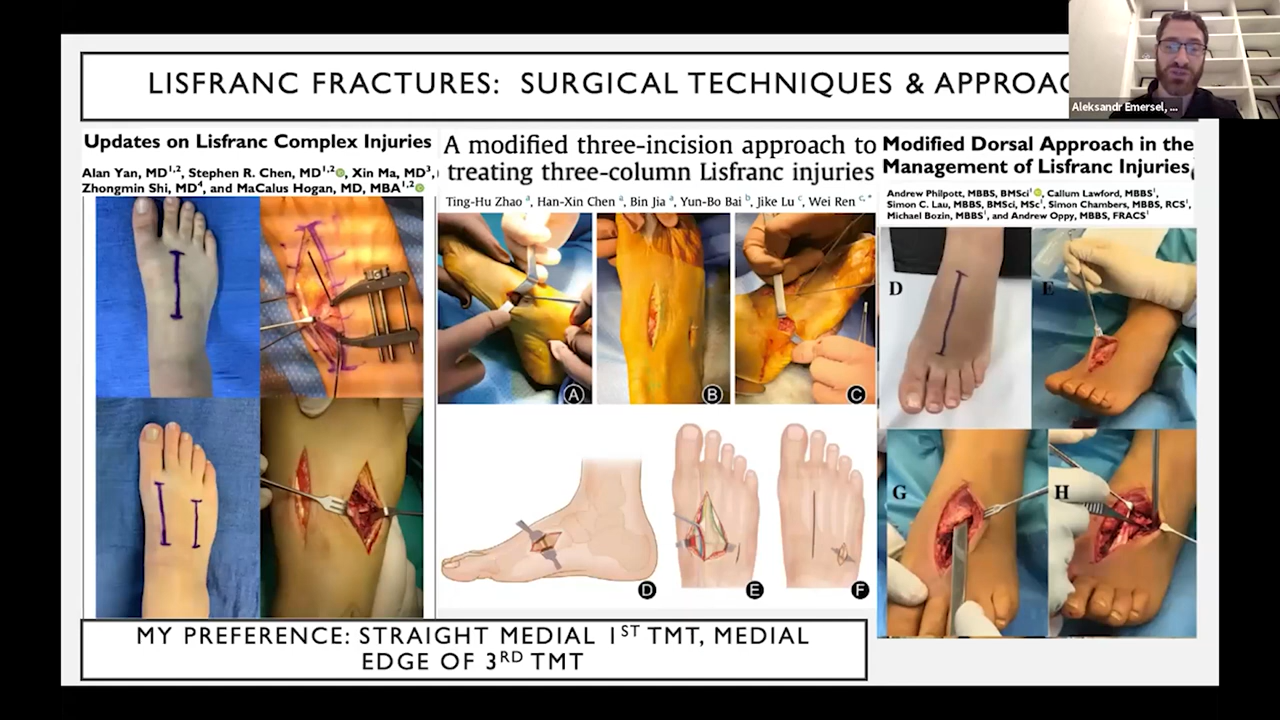 LISFRANC FRACTURES: SURGICAL TECHNIQUES & APPROAC
Aleksandr Emersel, ...
Updates on Lisfranc Complex Injuries
Alan Yan, MD1,2, Stephen R. Chen, MD1,2, Xin Ma, MD3,
Zhongmin Shi, MD4, and MaCalus Hogan, MD, MBA1,2
A modified three-incision approach to
treating three-column Lisfranc injuries
Ting-Hu Zhao a, Han-Xin Chen a, Bin Jia a, Yun-Bo Bai b, Jike Lu c, Wei Ren c, *
A
B
C
D
E
F
Modified Dorsal Approach in the
Management of Lisfranc Injuries
Andrew Philpott, MBBS, BMSci1, Callum Lawford, MBBS1,
Simon C. Lau, MBBS, BMSci, MSc1, Simon Chambers, MBBS, RCS1,
Michael Bozin, MBBS1, and Andrew Oppy, MBBS, FRACS1
D
E
G
H
MY PREFERENCE: STRAIGHT MEDIAL 1ST TMT, MEDIAL
EDGE OF 3RD TMT